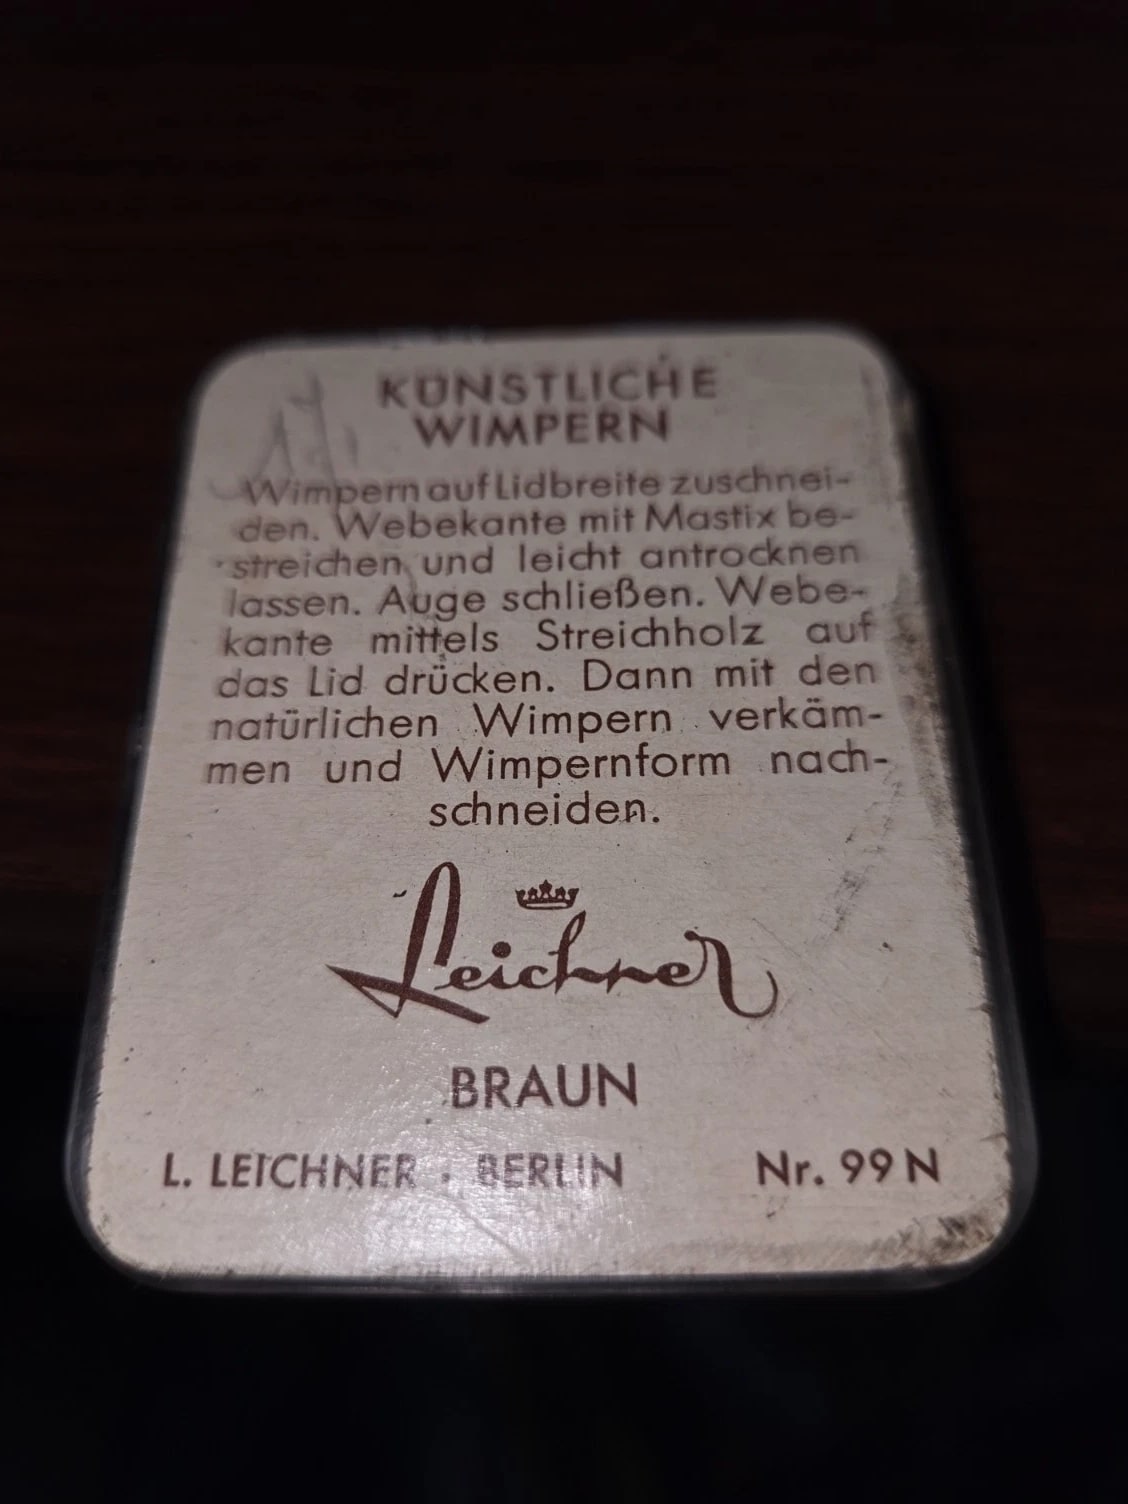 KÜNSTLICHE
WIMPERN
Wimpern auf Lidbreite zuschnei-
den. Webekante mit Mastix be-
streichen und leicht antrocknen
lassen. Auge schließen. Webe-
kante mittels Streichholz auf
das Lid drücken. Dann mit den
natürlichen Wimpern verkäm-
men und Wimpernform nach-
schneiden.
Leichner
BRAUN
L. LEICHNER · BERLIN Nr. 99 N